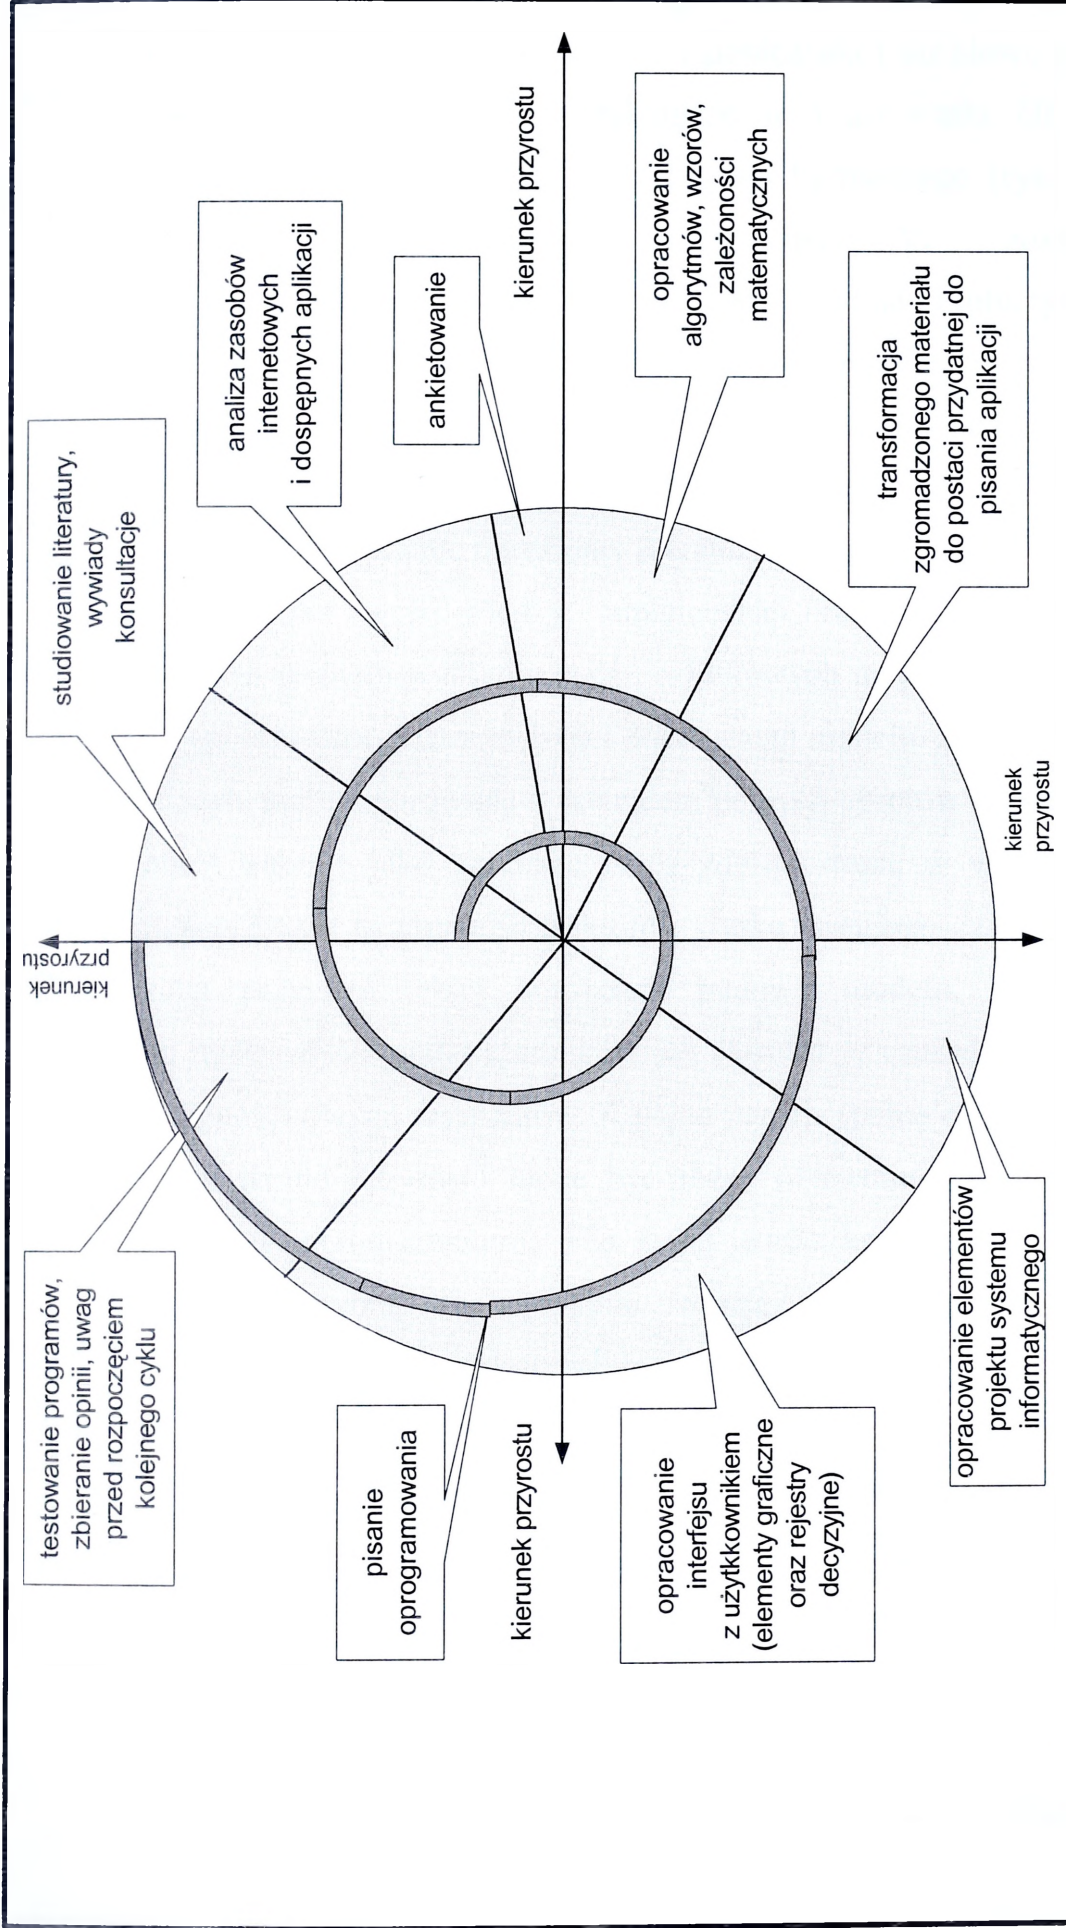 testowanie programów,
zbieranie opinii, uwag
przed rozpoczęciem
kolejnego cyklu
kierunek
przyrostu
studiowanie literatury,
wywiady
konsultacje
analiza zasobów
internetowych
i dospępnych aplikacji
ankietowanie
pisanie
oprogramowania
kierunek przyrostu
kierunek przyrostu
opracowanie
interfejsu
z użytkkownikiem
(elementy graficzne
oraz rejestry
decyzyjne)
opracowanie
algorytmów, wzorów,
zależoności
matematycznych
transformacja
zgromadzonego materiału
do postaci przydatnej do
pisania aplikacji
opracowanie elementów
projektu systemu
informatycznego
kierunek
przyrostu